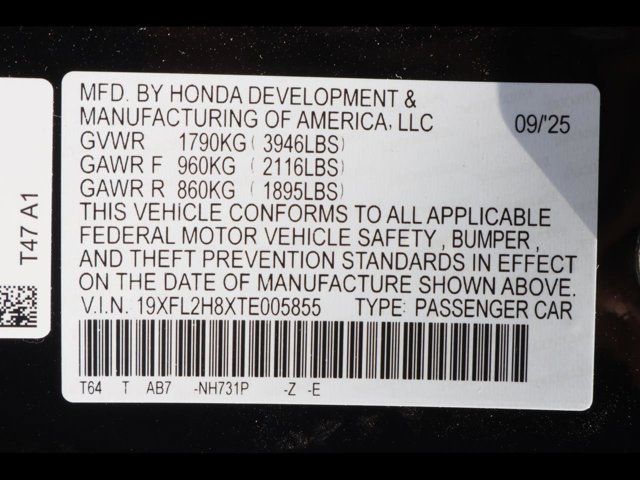 MFD. BY HONDA DEVELOPMENT &
MANUFACTURING OF AMERICA, LLC 09/'25
GVWR 1790KG ( 3946LBS)
GAWR F 960KG ( 2116LBS)
GAWR R 860KG ( 1895LBS)
THIS VEHICLE CONFORMS TO ALL APPLICABLE
FEDERAL MOTOR VEHICLE SAFETY , BUMPER ,
AND THEFT PREVENTION STANDARDS IN EFFECT
ON THE DATE OF MANUFACTURE SHOWN ABOVE.
V.I.N. 19XFL2H8XTE005855 TYPE: PASSENGER CAR
T64 T AB7 -NH731P -Z -E
T47 A1